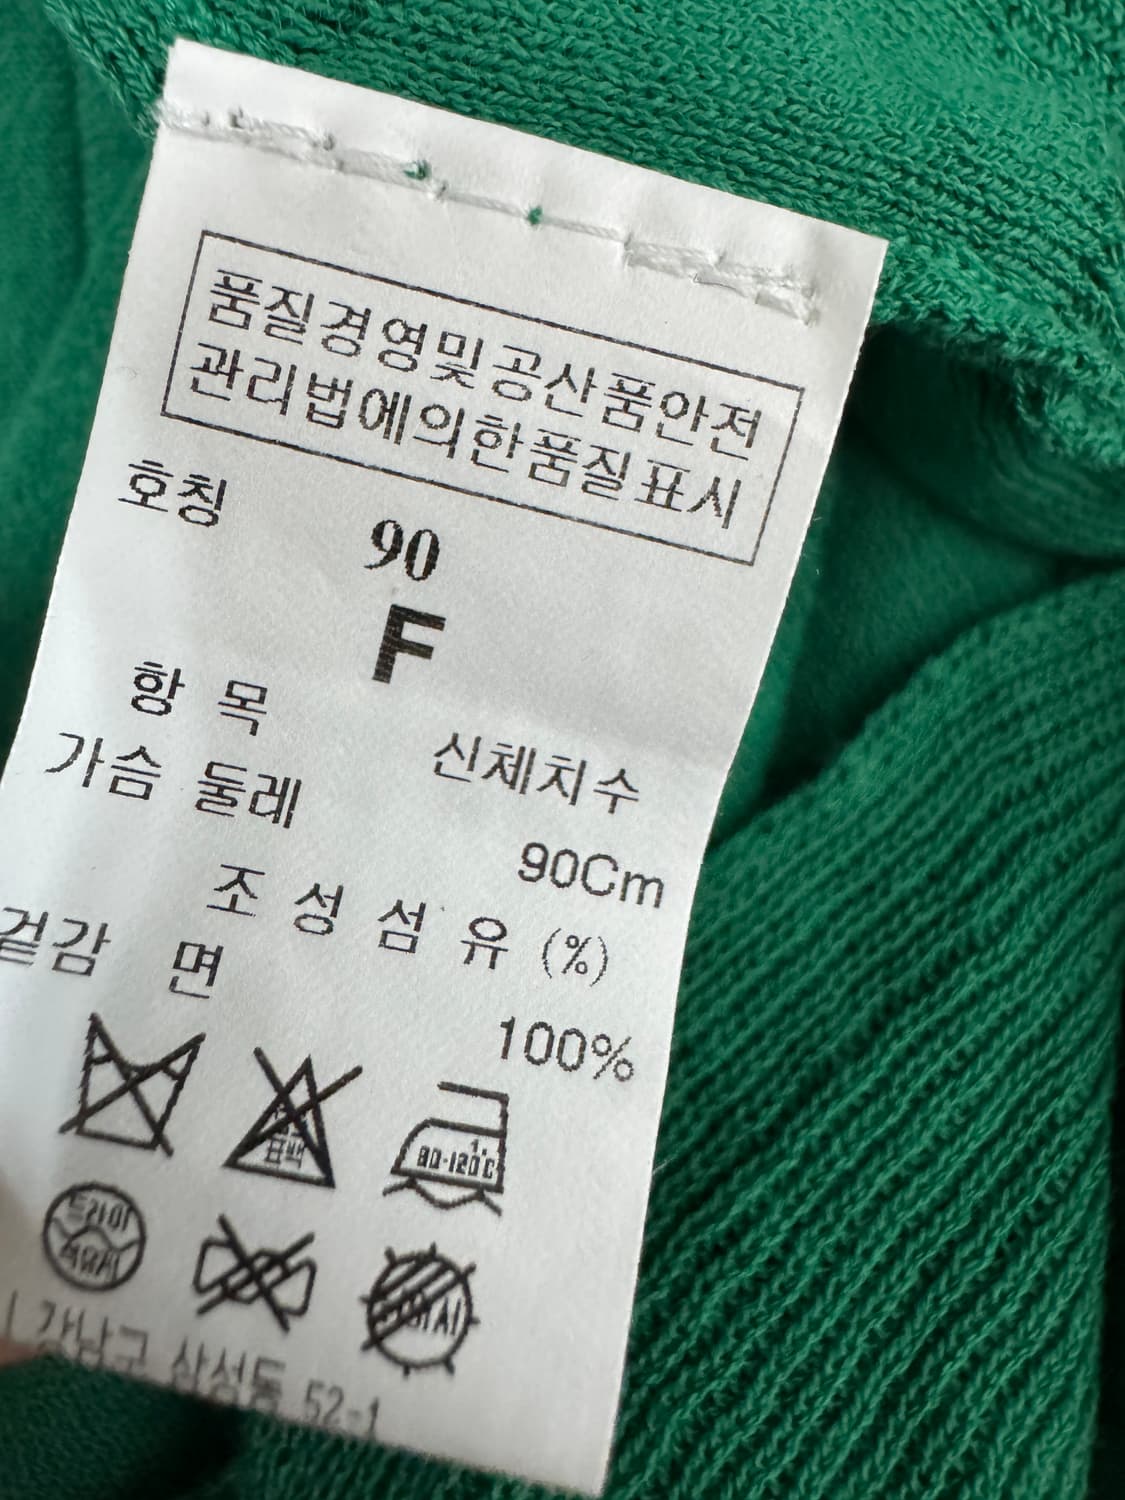 품질경영및공산품안전
관리법에의한품질표시
호칭 90
F
항 목 신체치수
가슴 둘레 90Cm
조 성 섬 유 (%)
겉감 면 100%
표백
80-120℃
드라이
석유시
강남구 삼성동 52-1